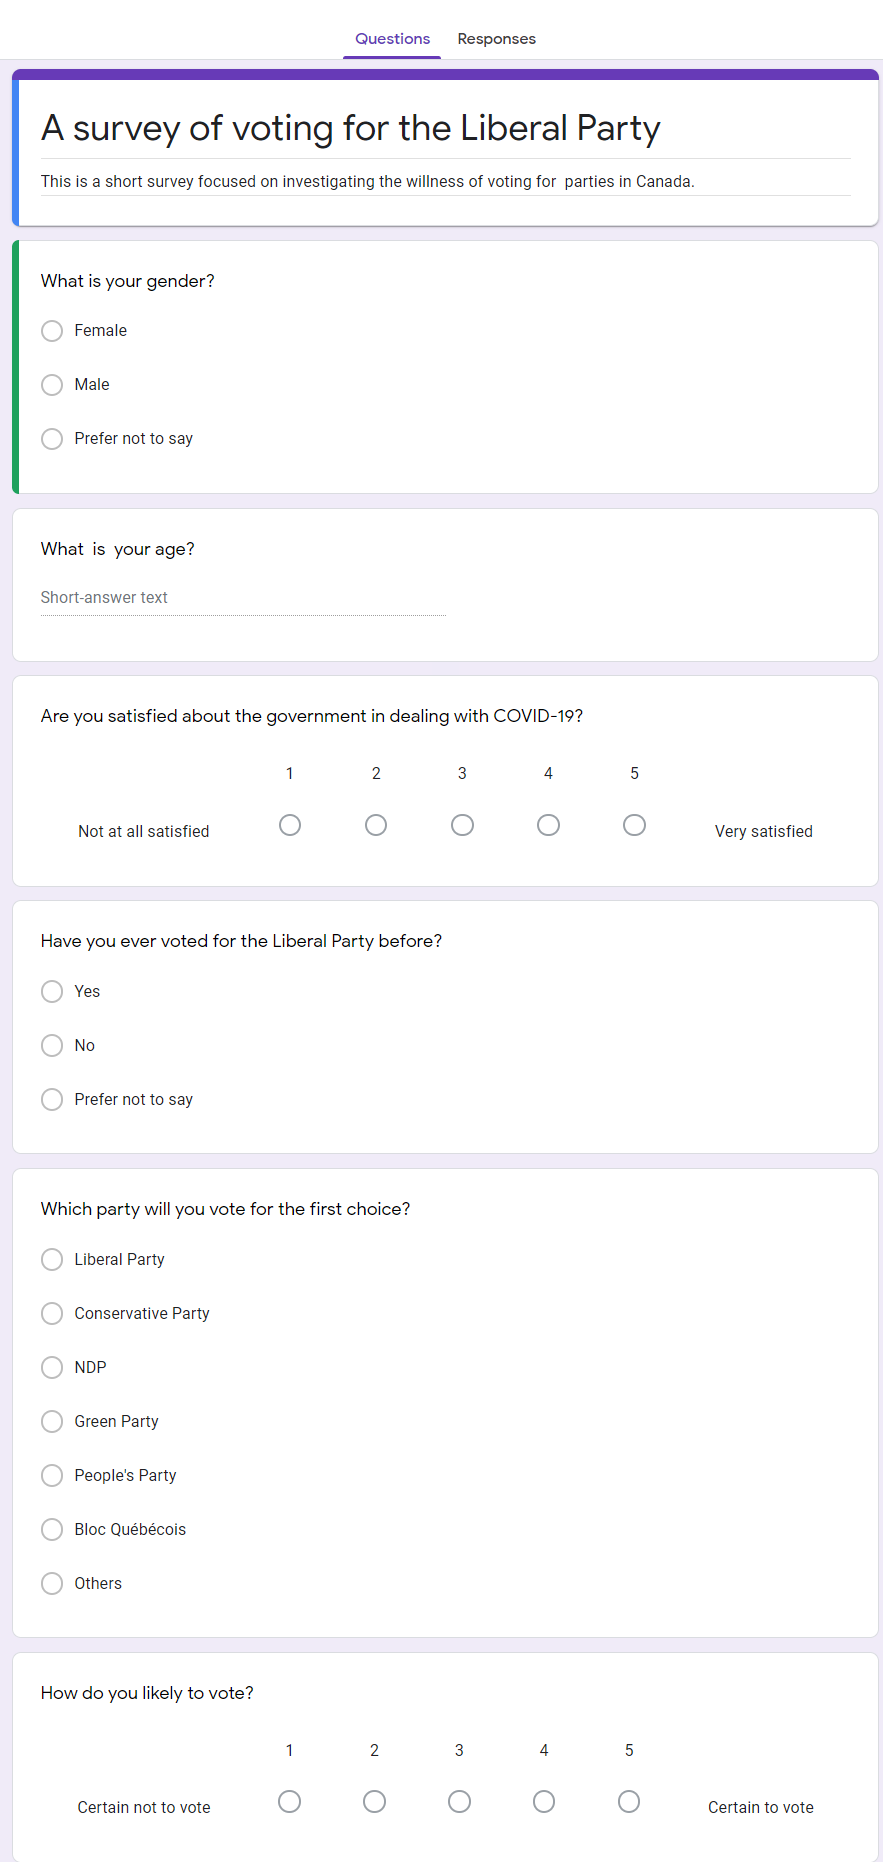 Questions Responses
A survey of voting for the Liberal Party
This is a short survey focused on investigating the willness of voting for  parties in Canada.
What is your gender?
Female
Male
Prefer not to say
What  is  your age?
Short-answer text
Are you satisfied about the government in dealing with COVID-19?
1 2 3 4 5
Not at all satisfied Very satisfied
Have you ever voted for the Liberal Party before?
Yes
No
Prefer not to say
Which party will you vote for the first choice?
Liberal Party
Conservative Party
NDP
Green Party
People's Party
Bloc Québécois
Others
How do you likely to vote?
1 2 3 4 5
Certain not to vote Certain to vote